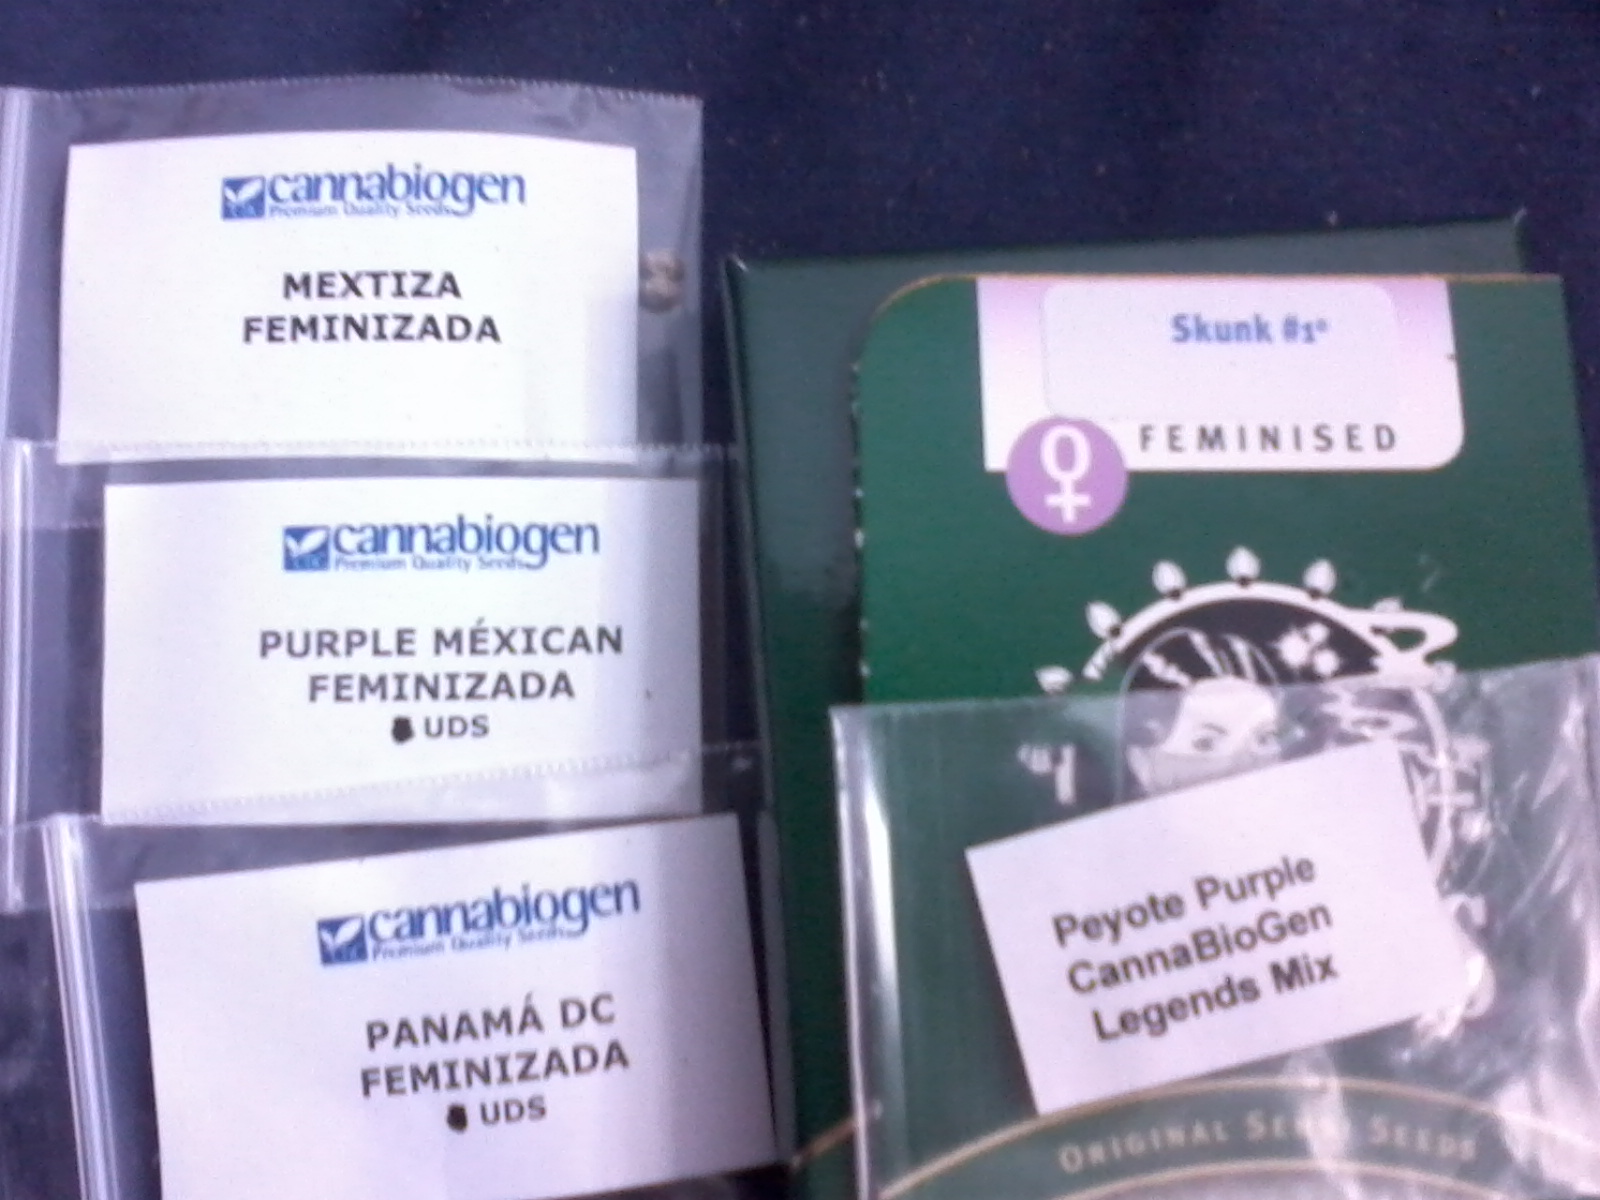 cannabiogen
Premium Quality Seeds
MEXTIZA
FEMINIZADA
cannabiogen
Premium Quality Seeds
PURPLE MÉXICAN
FEMINIZADA
UDS
cannabiogen
Premium Quality Seeds
PANAMÁ DC
FEMINIZADA
UDS
Skunk #1®
FEMINISED
Peyote Purple
CannaBioGen
Legends Mix
ORIGINAL SENSI SEEDS